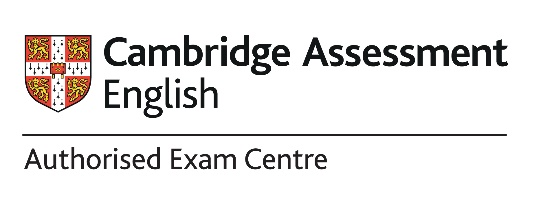 Cambridge Assessment
English
Authorised Exam Centre